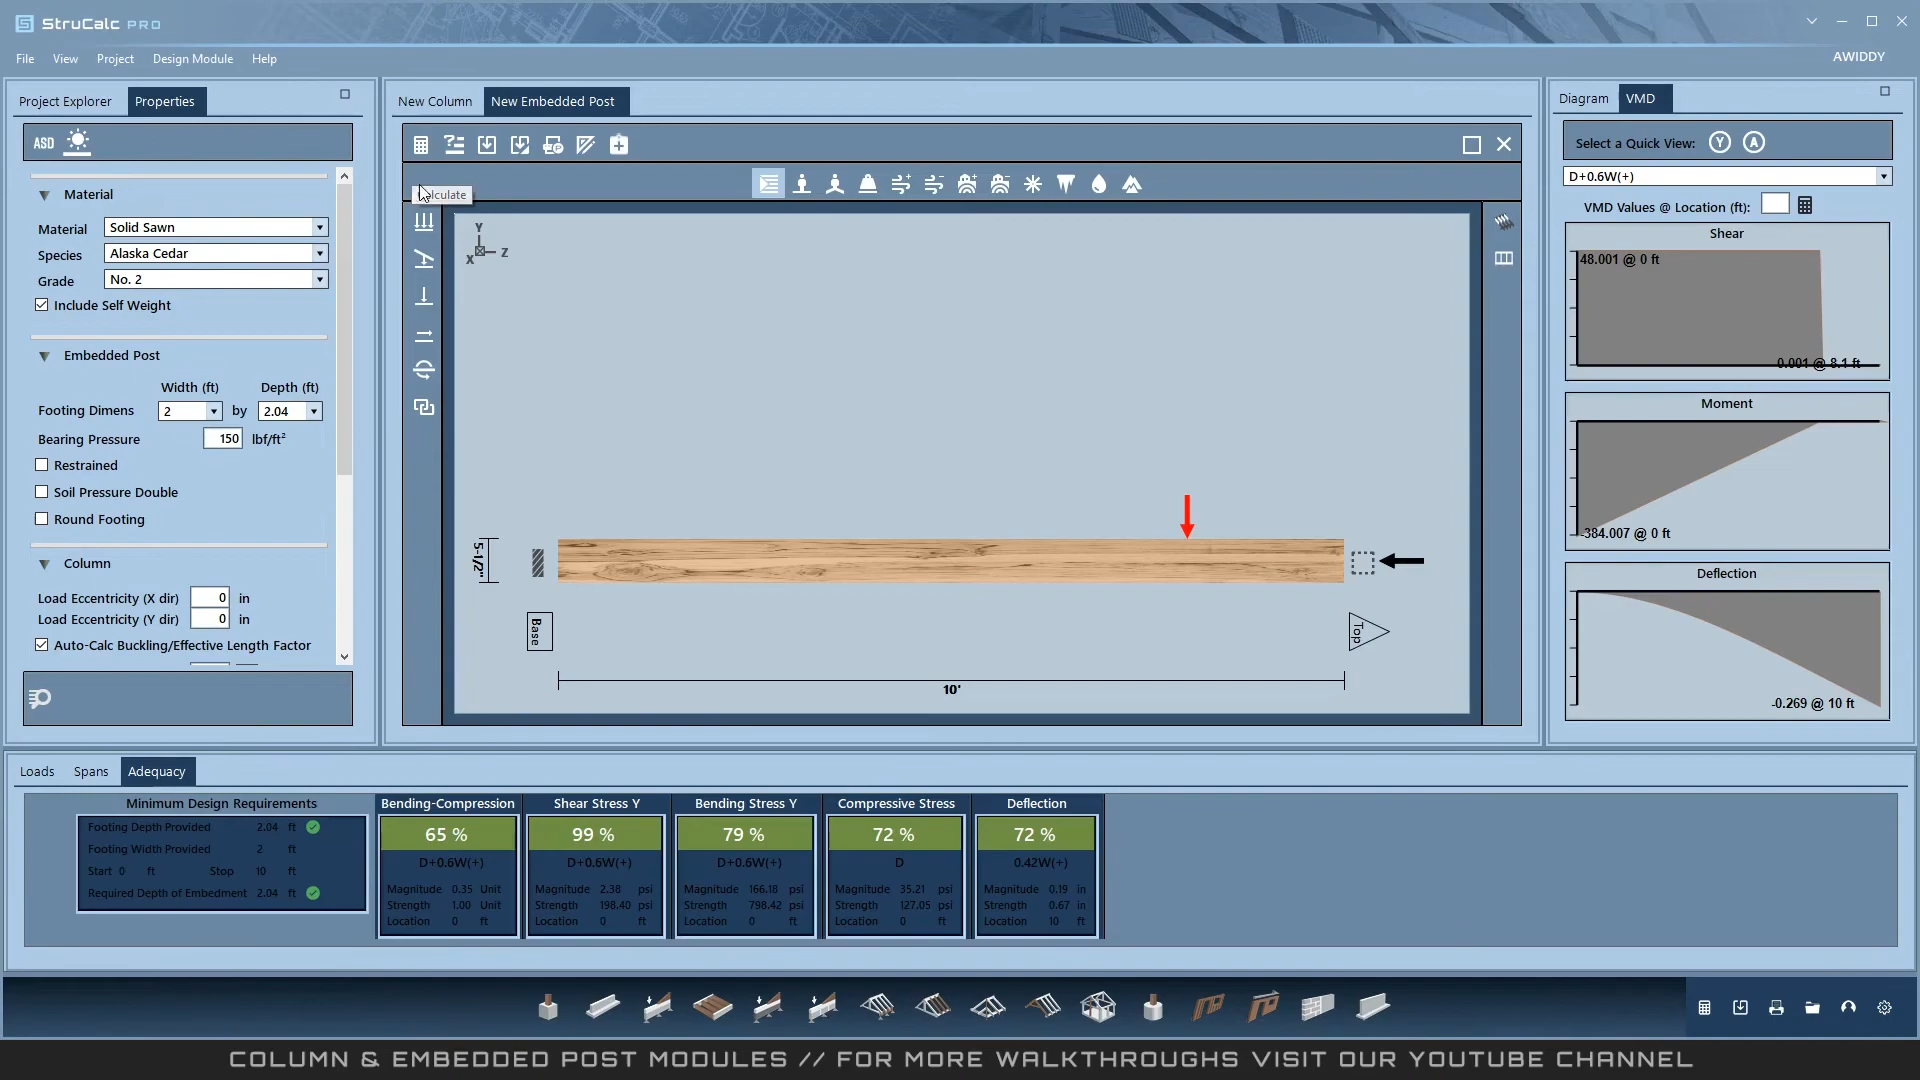 StruCalc PRO
File View Project Design Module Help
AWIDDY
Project Explorer Properties
ASD
Material
Material Solid Sawn
Species Alaska Cedar
Grade No. 2
Include Self Weight
Embedded Post
Width (ft) Depth (ft)
Footing Dimens 2 by 2.04
Bearing Pressure 150 lbf/ft²
Restrained
Soil Pressure Double
Round Footing
Column
Load Eccentricity (X dir) 0 in
Load Eccentricity (Y dir) 0 in
Auto-Calc Buckling/Effective Length Factor
New Column New Embedded Post
Y
X Z
5-1/2"
Base
Top
10'
Diagram VMD
Select a Quick View: Y A
D+0.6W(+)
VMD Values @ Location (ft):
Shear
48.001 @ 0 ft
0.001 @ 8.1 ft
Moment
-384.007 @ 0 ft
Deflection
-0.269 @ 10 ft
Loads Spans Adequacy
Minimum Design Requirements
Footing Depth Provided 2.04 ft
Footing Width Provided 2 ft
Start 0 ft Stop 10 ft
Required Depth of Embedment 2.04 ft
Bending-Compression
65 %
D+0.6W(+)
Magnitude 0.35 Unit
Strength 1.00 Unit
Location 0 ft
Shear Stress Y
99 %
D+0.6W(+)
Magnitude 2.38 psi
Strength 198.40 psi
Location 0 ft
Bending Stress Y
79 %
D+0.6W(+)
Magnitude 166.18 psi
Strength 798.42 psi
Location 0 ft
Compressive Stress
72 %
D
Magnitude 35.21 psi
Strength 127.05 psi
Location 0 ft
Deflection
72 %
0.42W(+)
Magnitude 0.19 in
Strength 0.67 in
Location 10 ft
COLUMN & EMBEDDED POST MODULES // FOR MORE WALKTHROUGHS VISIT OUR YOUTUBE CHANNEL